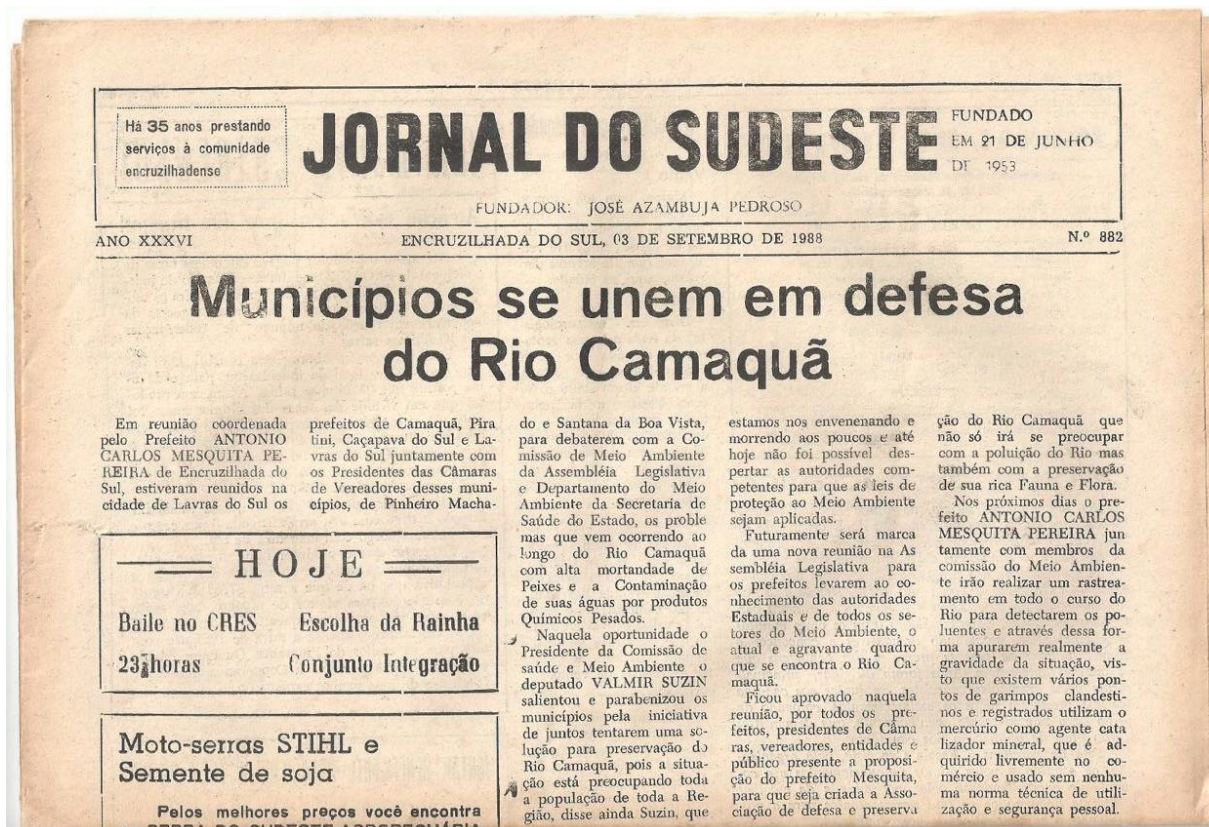 Há 35 anos prestando
serviços à comunidade
encruzilhadense
JORNAL DO SUDESTE
FUNDADO
EM 21 DE JUNHO
DE 1953
FUNDADOR: JOSÉ AZAMBUJA PEDROSO
ANO XXXVI
ENCRUZILHADA DO SUL, 03 DE SETEMBRO DE 1988
N.º 882
Municípios se unem em defesa
do Rio Camaquã
Em reunião coordenada
pelo Prefeito ANTONIO
CARLOS MESQUITA PE-
REIRA de Encruzilhada do
Sul, estiveram reunidos na
cidade de Lavras do Sul os
prefeitos de Camaquã, Pira
tini, Caçapava do Sul e La-
vras do Sul juntamente com
os Presidentes das Câmaras
de Vereadores desses muni-
cípios, de Pinheiro Macha-
do e Santana da Boa Vista,
para debaterem com a Co-
missão de Meio Ambiente
da Assembléia Legislativa
e Departamento do Meio
Ambiente da Secretaria de
Saúde do Estado, os proble
mas que vem ocorrendo ao
longo do Rio Camaquã
com alta mortandade de
Peixes e a Contaminação
de suas águas por produtos
Químicos Pesados.
Naquela oportunidade o
Presidente da Comissão de
saúde e Meio Ambiente o
deputado VALMIR SUZIN
salientou e parabenizou os
municípios pela iniciativa
de juntos tentarem uma so-
lução para preservação do
Rio Camaquã, pois a situa-
ção está preocupando toda
a população de toda a Re-
gião, disse ainda Suzin, que
estamos nos envenenando e
morrendo aos poucos e até
hoje não foi possível des-
pertar as autoridades com-
petentes para que as leis de
proteção ao Meio Ambiente
sejam aplicadas.
Futuramente será marca
da uma nova reunião na As
sembléia Legislativa para
os prefeitos levarem ao co-
nhecimento das autoridades
Estaduais e de todos os se-
tores do Meio Ambiente, o
atual e agravante quadro
que se encontra o Rio Ca-
maquã.
Ficou aprovado naquela
reunião, por todos os pre-
feitos, presidentes de Câma
ras, vereadores, entidades e
público presente a proposi-
ção do prefeito Mesquita,
para que seja criada a Asso-
ciação de defesa e preserva
ção do Rio Camaquã que
não só irá se preocupar
com a poluição do Rio mas
também com a preservação
de sua rica Fauna e Flora.
Nos próximos dias o pre-
feito ANTONIO CARLOS
MESQUITA PEREIRA jun
tamente com membros da
comissão do Meio Ambien-
te irão realizar um rastrea-
mento em todo o curso do
Rio para detectarem os po-
luentes e através dessa for-
ma apurarem realmente a
gravidade da situação, vis-
to que existem vários pon-
tos de garimpos clandesti-
nos e registrados utilizam o
mercúrio como agente cata
lizador mineral, que é ad-
quirido livremente no co-
mércio e usado sem nenhu-
ma norma técnica de utili-
zação e segurança pessoal.
HOJE
Baile no CRES Escolha da Rainha
23 horas Conjunto Integração
Moto-serras STIHL e
Semente de soja
Pelos melhores preços você encontra
SERRA DO SUDESTE AGROPECUÁRIA